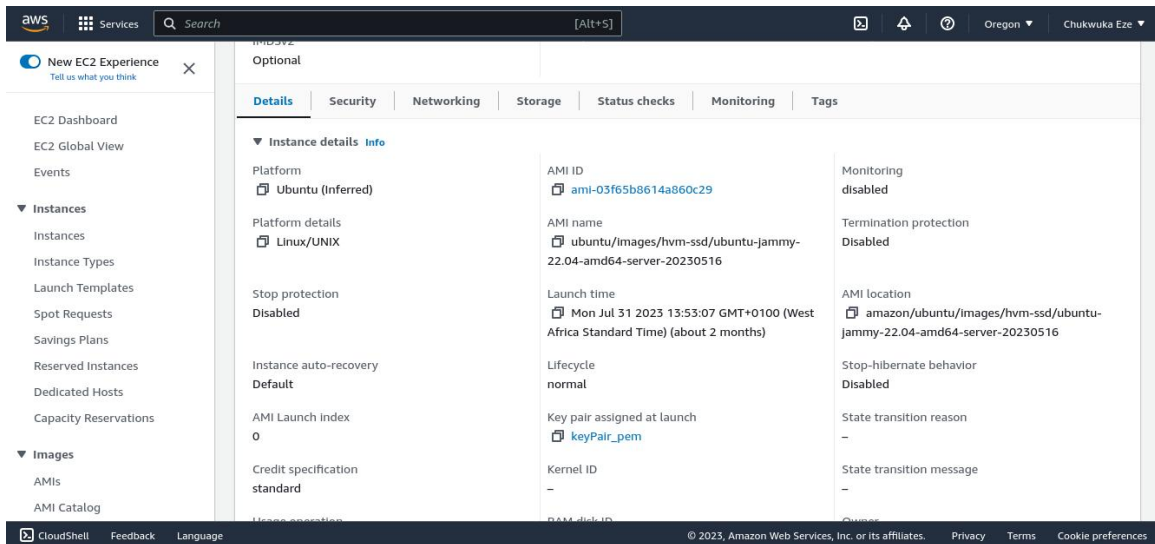 aws
Services
Search
[Alt+S]
Oregon
Chukwuka Eze
New EC2 Experience
Tell us what you think
EC2 Dashboard
EC2 Global View
Events
Instances
Instances
Instance Types
Launch Templates
Spot Requests
Savings Plans
Reserved Instances
Dedicated Hosts
Capacity Reservations
Images
AMIs
AMI Catalog
IMDSv2
Optional
Details
Security
Networking
Storage
Status checks
Monitoring
Tags
Instance details Info
Platform
Ubuntu (Inferred)
AMI ID
ami-03f65b8614a860c29
Monitoring
disabled
Platform details
Linux/UNIX
AMI name
ubuntu/images/hvm-ssd/ubuntu-jammy-
22.04-amd64-server-20230516
Termination protection
Disabled
Stop protection
Disabled
Launch time
Mon Jul 31 2023 13:53:07 GMT+0100 (West
Africa Standard Time) (about 2 months)
AMI location
amazon/ubuntu/images/hvm-ssd/ubuntu-
jammy-22.04-amd64-server-20230516
Instance auto-recovery
Default
Lifecycle
normal
Stop-hibernate behavior
Disabled
AMI Launch index
0
Key pair assigned at launch
keyPair_pem
State transition reason
–
Credit specification
standard
Kernel ID
–
State transition message
–
Usage operation
RAM disk ID
Owner
CloudShell
Feedback
Language
© 2023, Amazon Web Services, Inc. or its affiliates.
Privacy
Terms
Cookie preferences